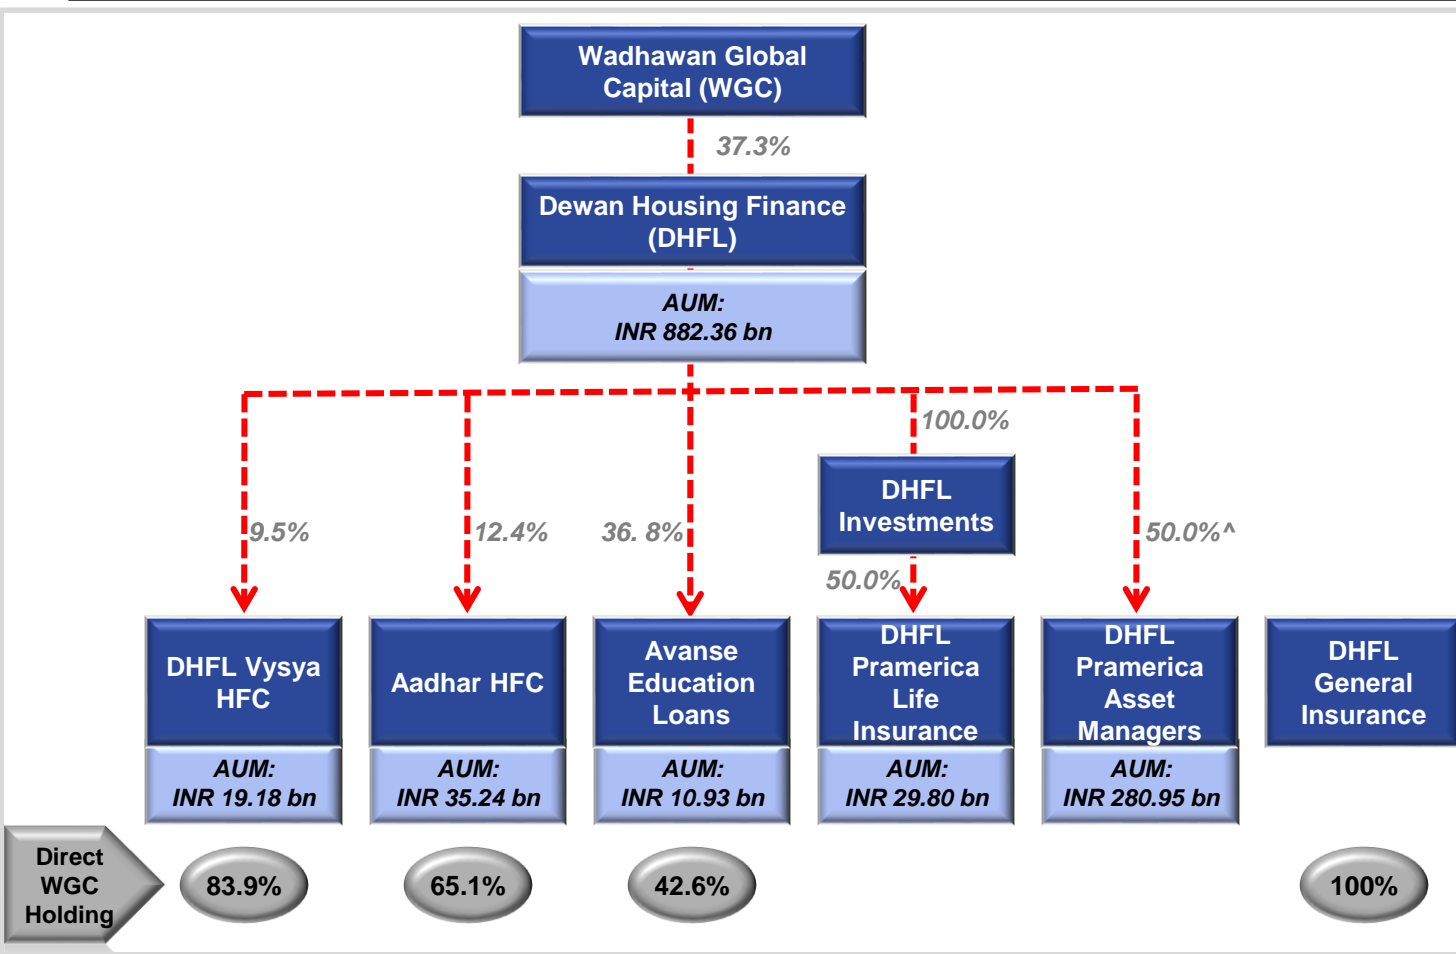 Wadhawan Global
Capital (WGC)
37.3%
Dewan Housing Finance
(DHFL)
AUM:
INR 882.36 bn
100.0%
DHFL
Investments
9.5%
12.4%
36. 8%
50.0%^
50.0%
DHFL Vysya
HFC
AUM:
INR 19.18 bn
Aadhar HFC
AUM:
INR 35.24 bn
Avanse
Education
Loans
AUM:
INR 10.93 bn
DHFL
Pramerica
Life
Insurance
AUM:
INR 29.80 bn
DHFL
Pramerica
Asset
Managers
AUM:
INR 280.95 bn
DHFL
General
Insurance
Direct
WGC
Holding
83.9%
65.1%
42.6%
100%